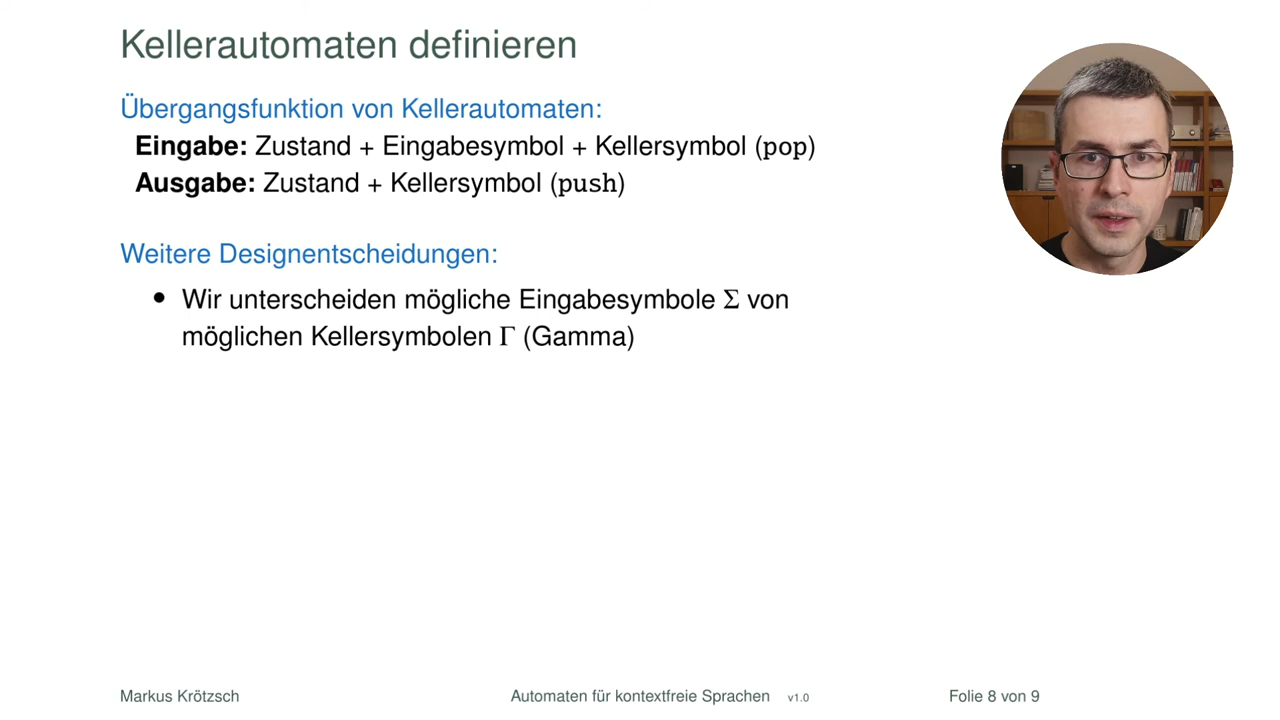 Kellerautomaten definieren
Übergangsfunktion von Kellerautomaten:
Eingabe: Zustand + Eingabesymbol + Kellersymbol (pop)
Ausgabe: Zustand + Kellersymbol (push)
Weitere Designentscheidungen:
• Wir unterscheiden mögliche Eingabesymbole Σ von
möglichen Kellersymbolen Γ (Gamma)
Markus Krötzsch
Automaten für kontextfreie Sprachen v1.0
Folie 8 von 9